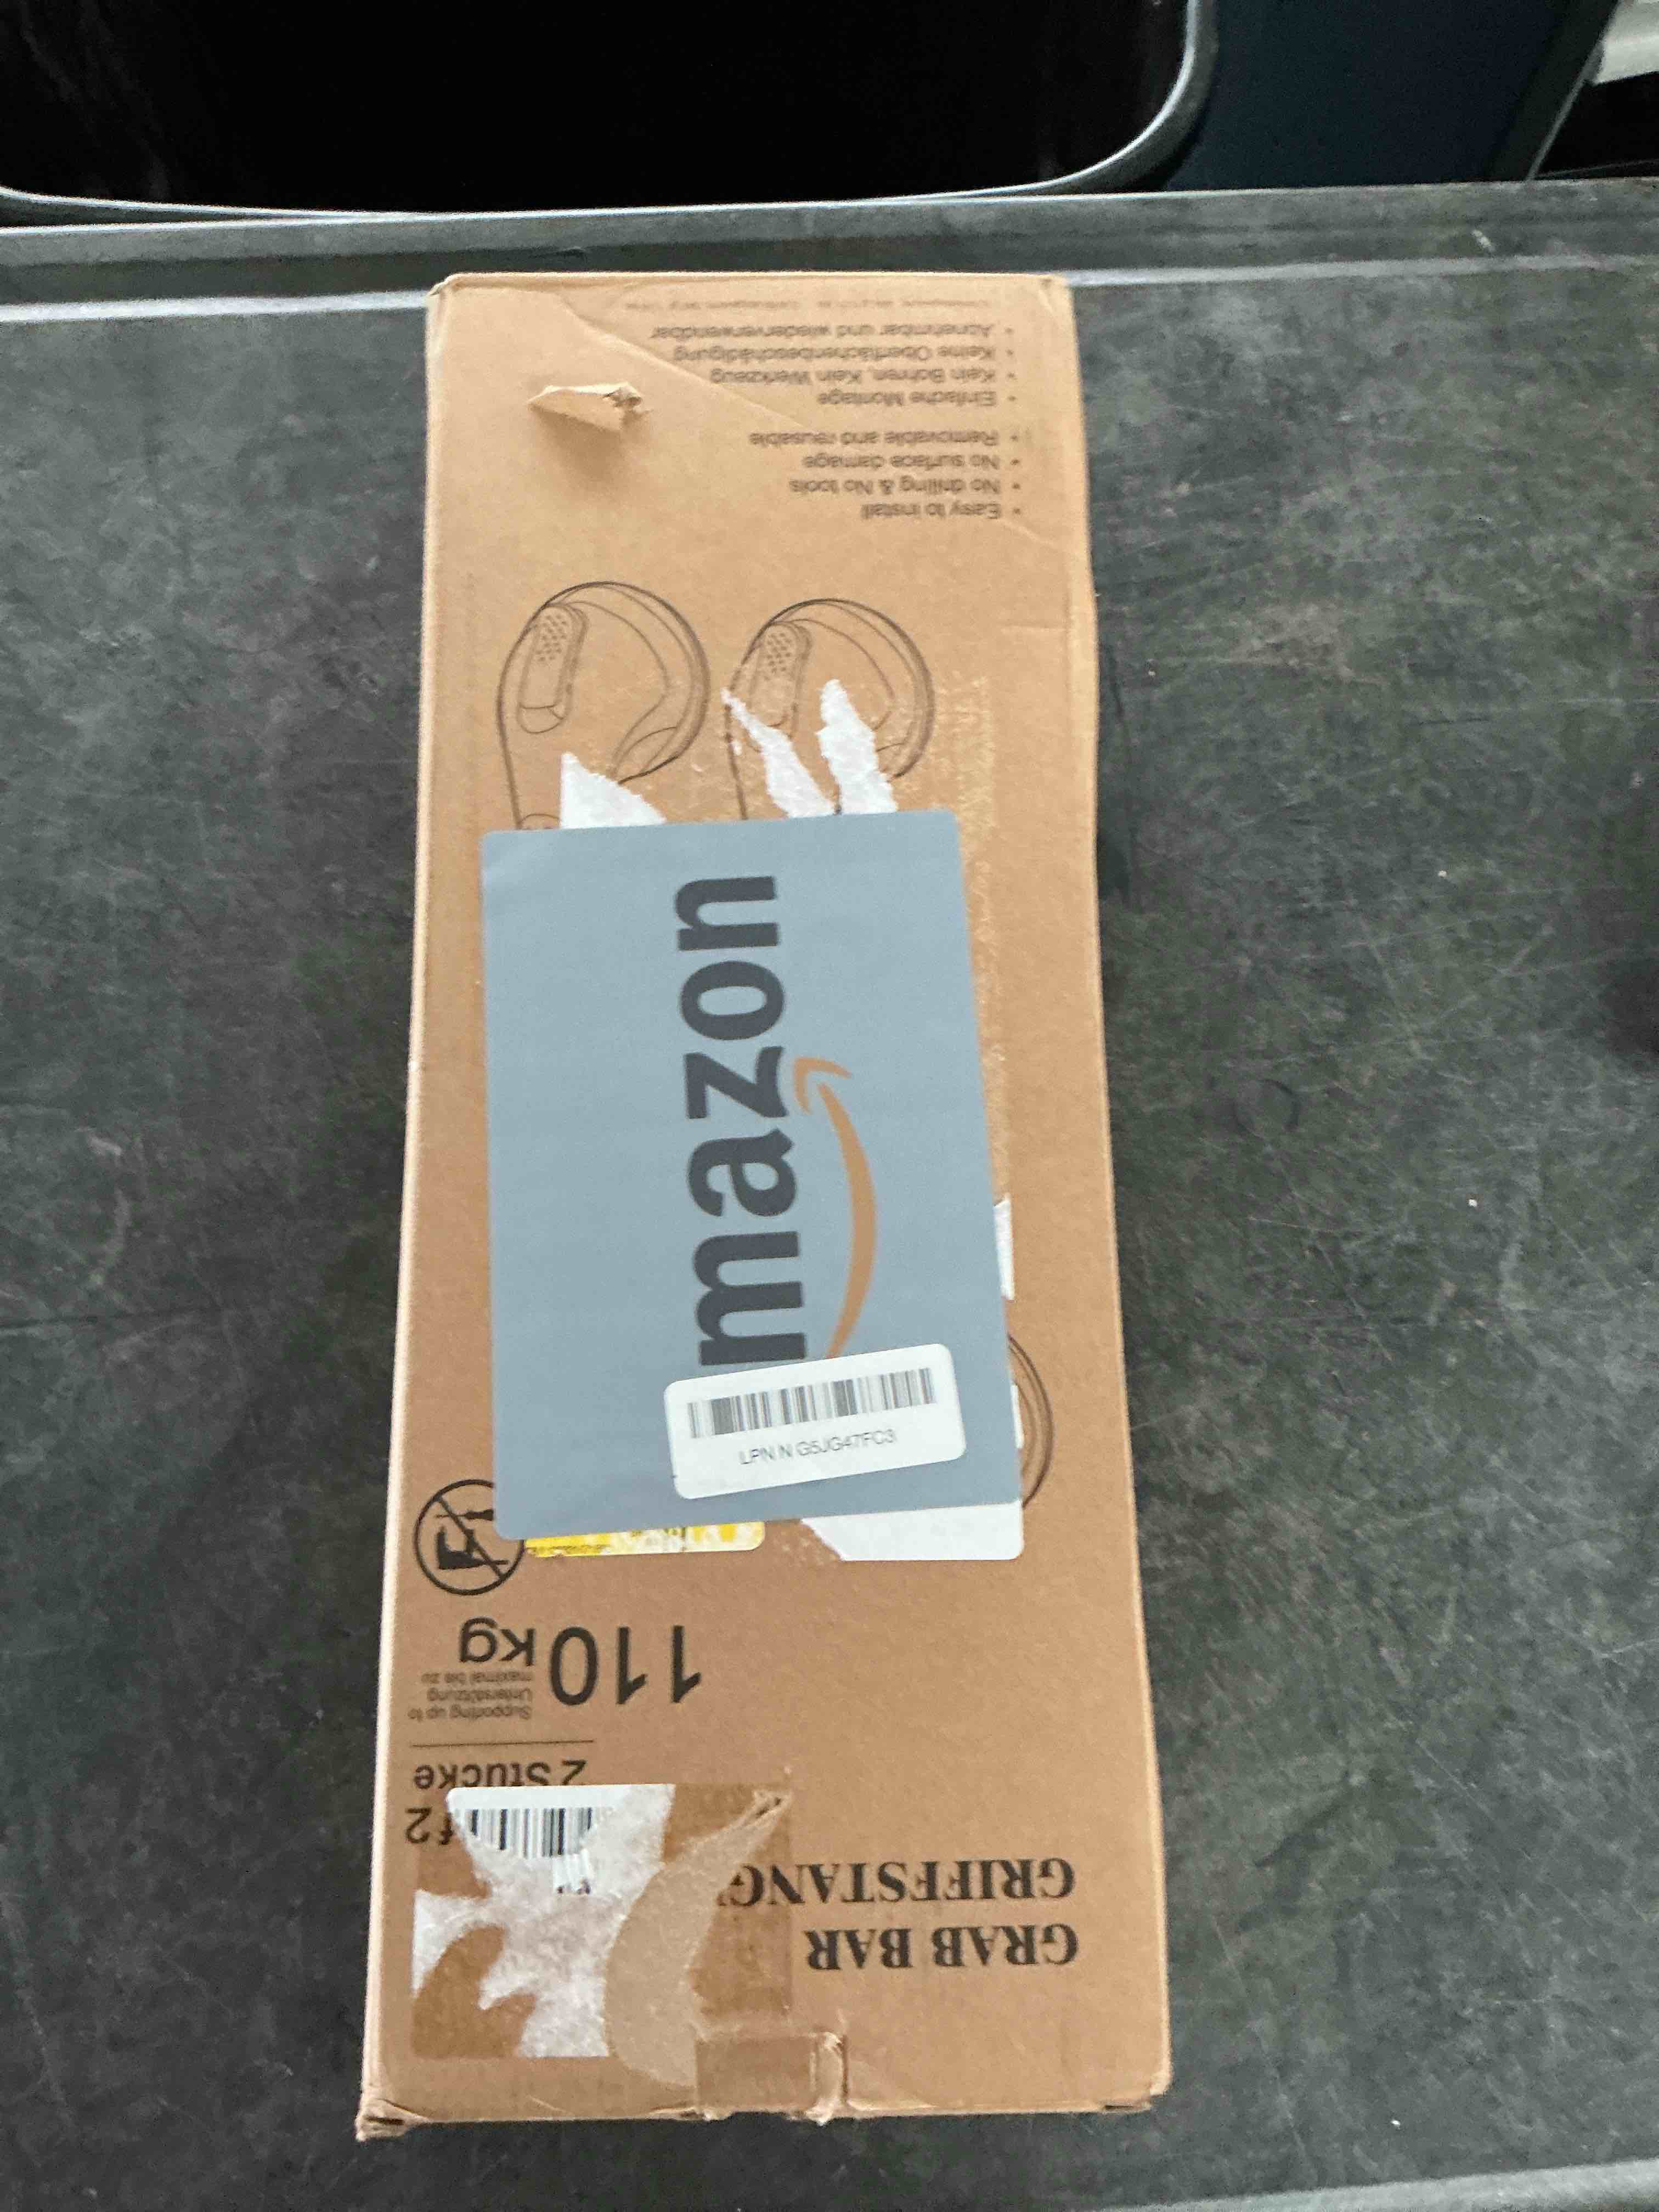 GRAB BAR
GRIFFSTANG
f 2
2 Stücke
Supporting up to
Unterstützung
maximal bis zu
110 kg
mazon
LPN N G5JG47FC3
• Easy to install
• No drilling & No tools
• No surface damage
• Removable and reusable
• Einfache Montage
• Kein Bohren, Kein Werkzeug
• Keine Oberflächenbeschädigung
• Abnehmbar und wiederverwendbar